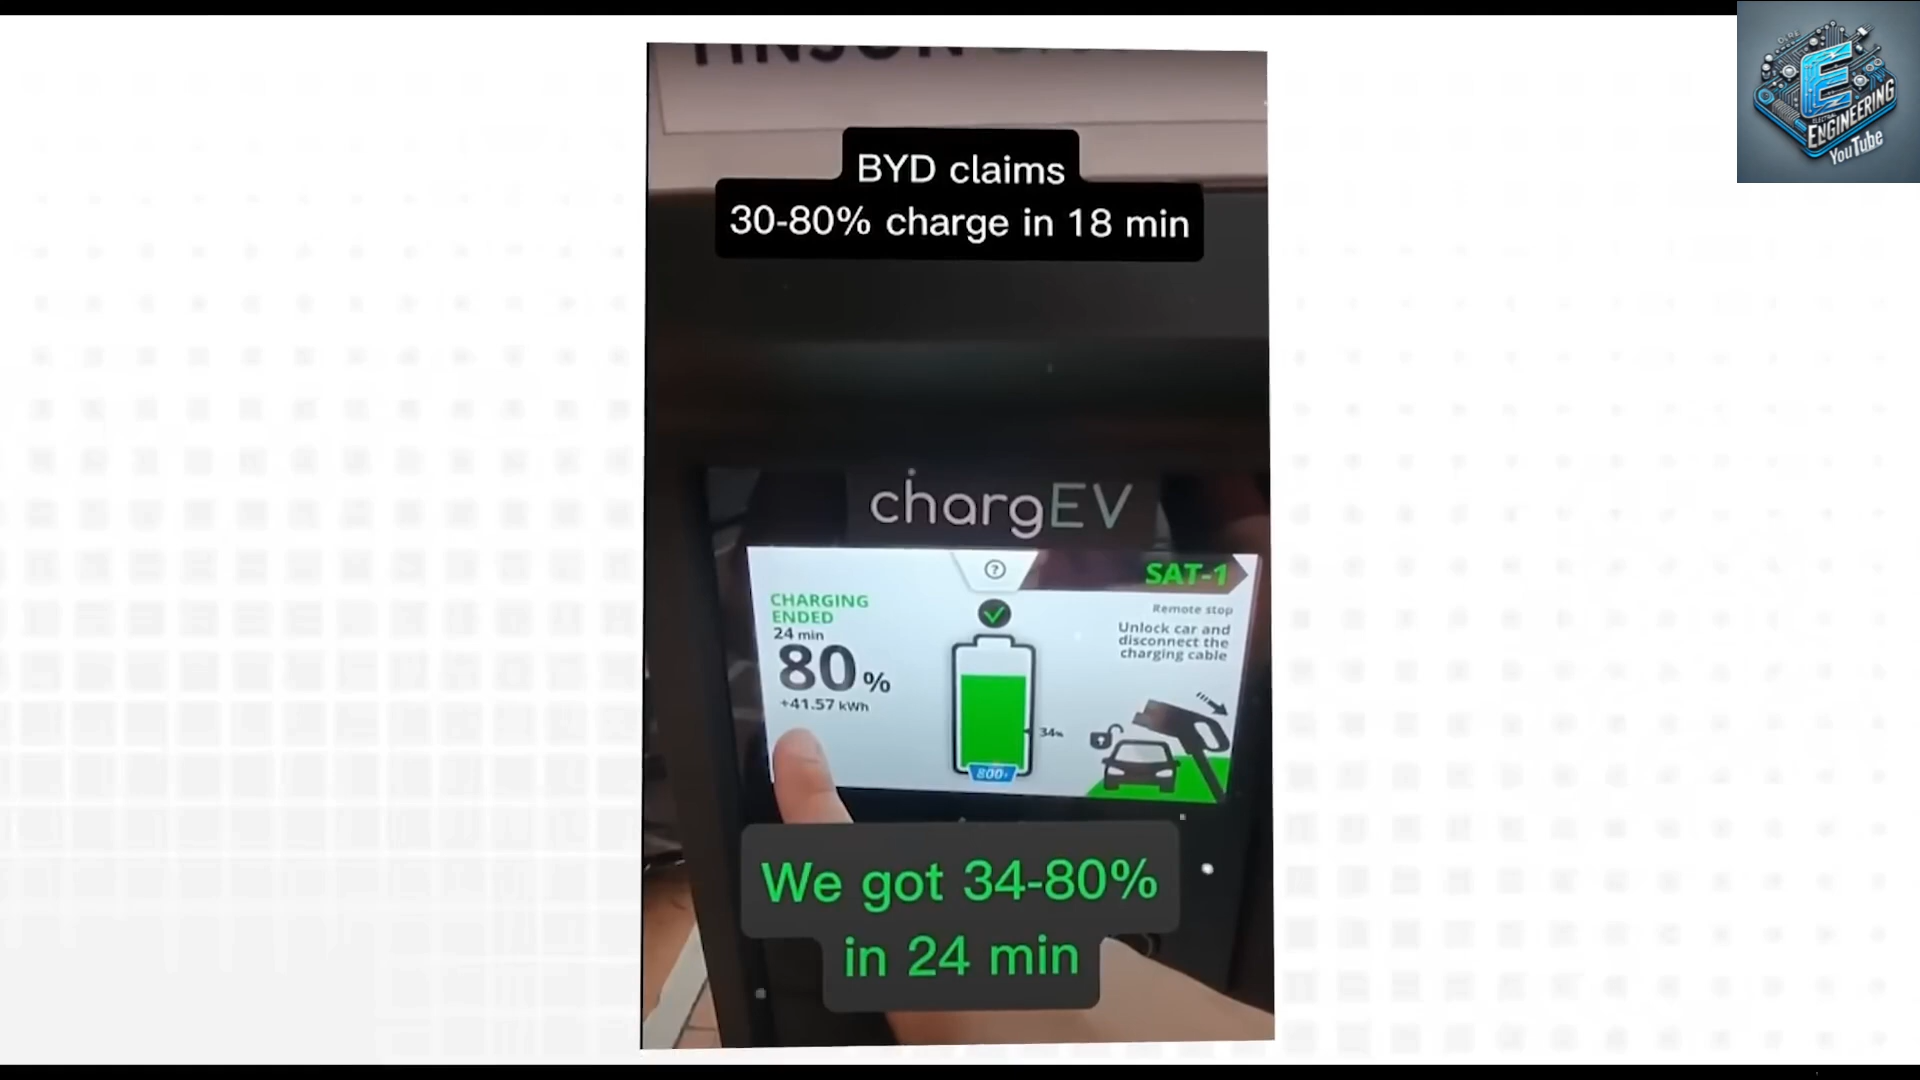 BYD claims
30-80% charge in 18 min
chargEV
SAT-1
CHARGING
ENDED
24 min
80%
+41.57 kWh
Remote stop
Unlock car and
disconnect the
charging cable
34%
We got 34-80%
in 24 min
E
ENGINEERING
YouTube